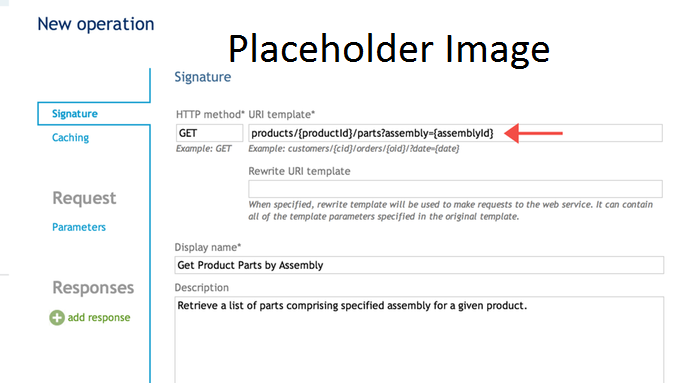 New operation
Placeholder Image
Signature
Signature
Caching
Request
Parameters
Responses
add response
HTTP method* URI template*
GET products/{productId}/parts?assembly={assemblyId}
Example: GET Example: customers/{cid}/orders/{oid}/?date={date}
Rewrite URI template
When specified, rewrite template will be used to make requests to the web service. It can contain
all of the template parameters specified in the original template.
Display name*
Get Product Parts by Assembly
Description
Retrieve a list of parts comprising specified assembly for a given product.